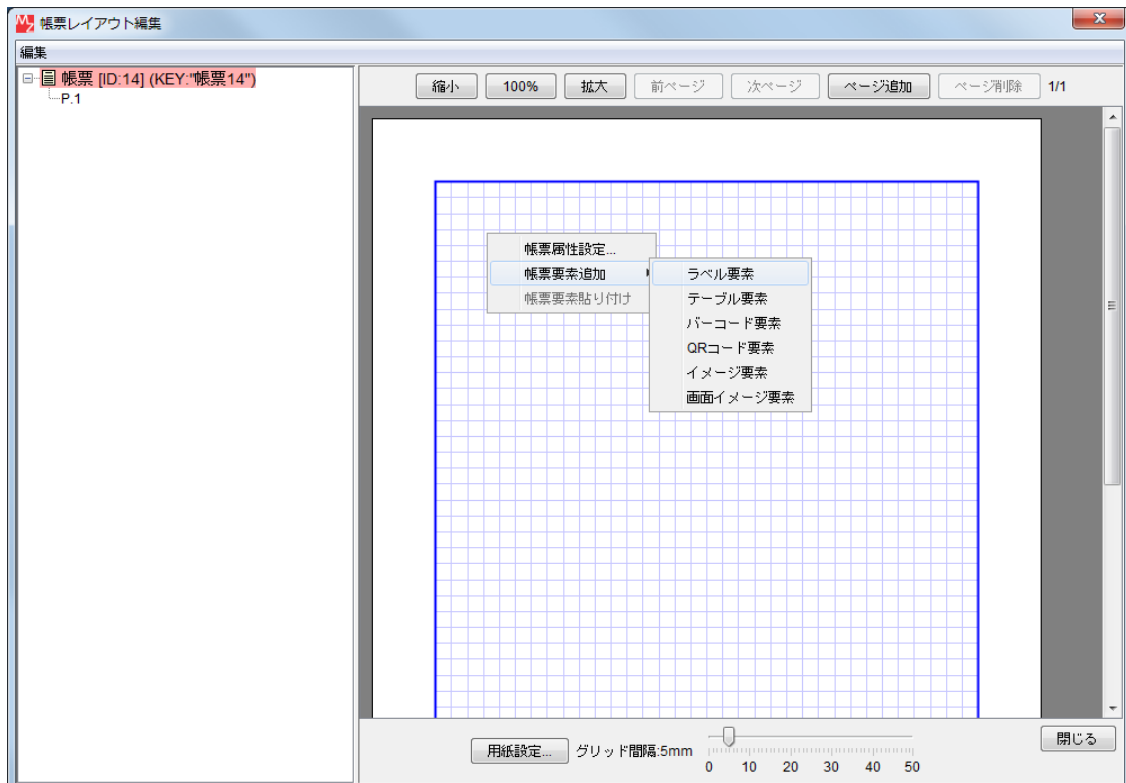 帳票レイアウト編集
編集
帳票 [ID:14] (KEY:"帳票14")
P.1
縮小 100% 拡大 前ページ 次ページ ページ追加 ページ削除 1/1
帳票属性設定...
帳票要素追加
帳票要素貼り付け
ラベル要素
テーブル要素
バーコード要素
QRコード要素
イメージ要素
画面イメージ要素
用紙設定... グリッド間隔:5mm
0 10 20 30 40 50
閉じる